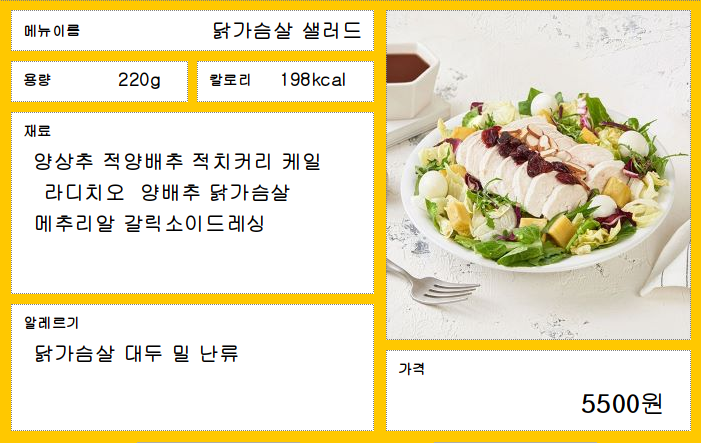 메뉴이름
닭가슴살 샐러드
용량
220g
칼로리
198kcal
재료
양상추 적양배추 적치커리 케일
라디치오 양배추 닭가슴살
메추리알 갈릭소이드레싱
알레르기
닭가슴살 대두 밀 난류
가격
5500원